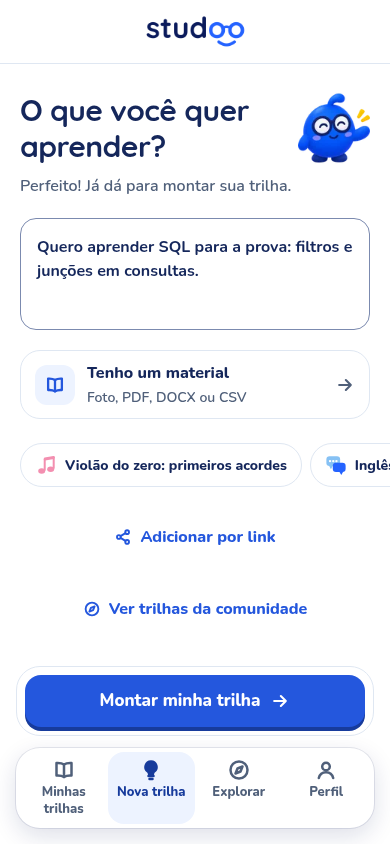 studoo
O que você quer
aprender?
Perfeito! Já dá para montar sua trilha.
Quero aprender SQL para a prova: filtros e
junções em consultas.
Tenho um material
Foto, PDF, DOCX ou CSV
Violão do zero: primeiros acordes
Inglês
Adicionar por link
Ver trilhas da comunidade
Montar minha trilha
Minhas
trilhas
Nova trilha
Explorar
Perfil